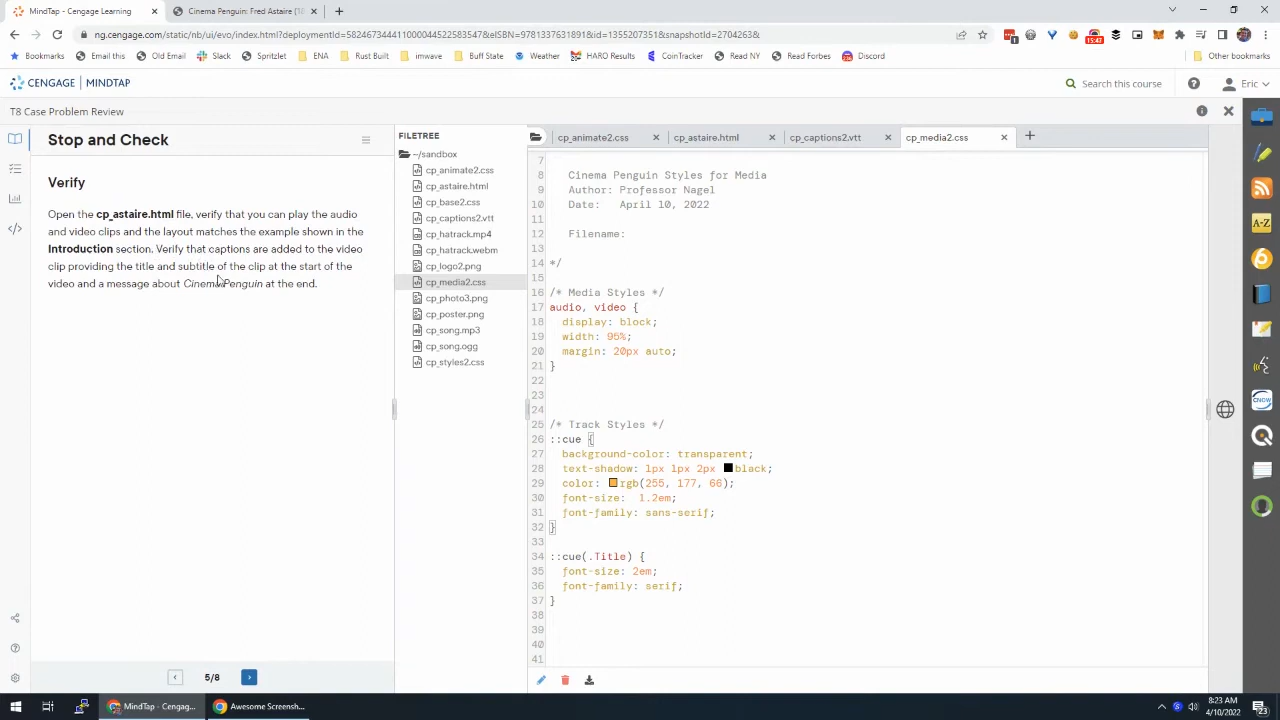 MindTap - Cengage Learning
Cinema Penguin: Fred Astaire [10
ng.cengage.com/static/nb/ui/evo/index.html?deploymentId=58246734441100004452258354​7&eISBN=9781337631891&id=1355207351&snapshotId=2704263&
15:47
Bookmarks
Email this
Old Email
Slack
Spritzlet
ENA
Rust Built
imwave
Buff State
Weather
HARO Results
CoinTracker
Read NY
Read Forbes
Discord
Other bookmarks
CENGAGE | MINDTAP
Search this course
Eric
T8 Case Problem Review
Stop and Check
Verify
Open the cp_astaire.html file, verify that you can play the audio
and video clips and the layout matches the example shown in the
Introduction section. Verify that captions are added to the video
clip providing the title and subtitle of the clip at the start of the
video and a message about Cinema Penguin at the end.
5/8
FILETREE
~/sandbox
cp_animate2.css
cp_astaire.html
cp_base2.css
cp_captions2.vtt
cp_hatrack.mp4
cp_hatrack.webm
cp_logo2.png
cp_media2.css
cp_photo3.png
cp_poster.png
cp_song.mp3
cp_song.ogg
cp_styles2.css
cp_animate2.css
cp_astaire.html
cp_captions2.vtt
cp_media2.css
7
8 Cinema Penguin Styles for Media
9 Author: Professor Nagel
10 Date: April 10, 2022
11
12 Filename:
13
14 */
15
16 /* Media Styles */
17 audio, video {
18 display: block;
19 width: 95%;
20 margin: 20px auto;
21 }
22
23
24
25 /* Track Styles */
26 ::cue {
27 background-color: transparent;
28 text-shadow: 1px 1px 2px black;
29 color: rgb(255, 177, 66);
30 font-size: 1.2em;
31 font-family: sans-serif;
32 }
33
34 ::cue(.Title) {
35 font-size: 2em;
36 font-family: serif;
37 }
38
39
40
41
A-Z
CNOW
MindTap - Cengag...
Awesome Screensh...
8:23 AM
4/10/2022
23